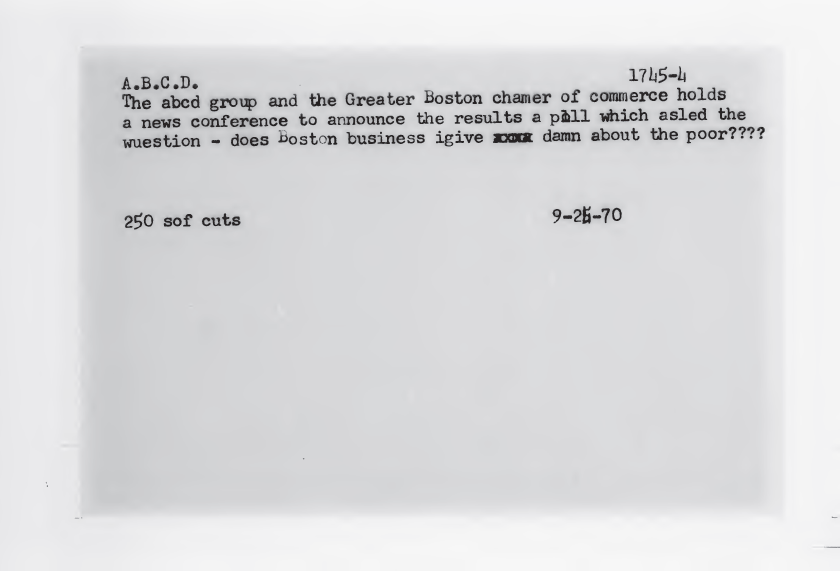 A.B.C.D. 1745-4
The abcd group and the Greater Boston chamer of commerce holds
a news conference to announce the results a poll which asled the
wuestion - does Boston business igive damn about the poor????
250 sof cuts 9-25-70